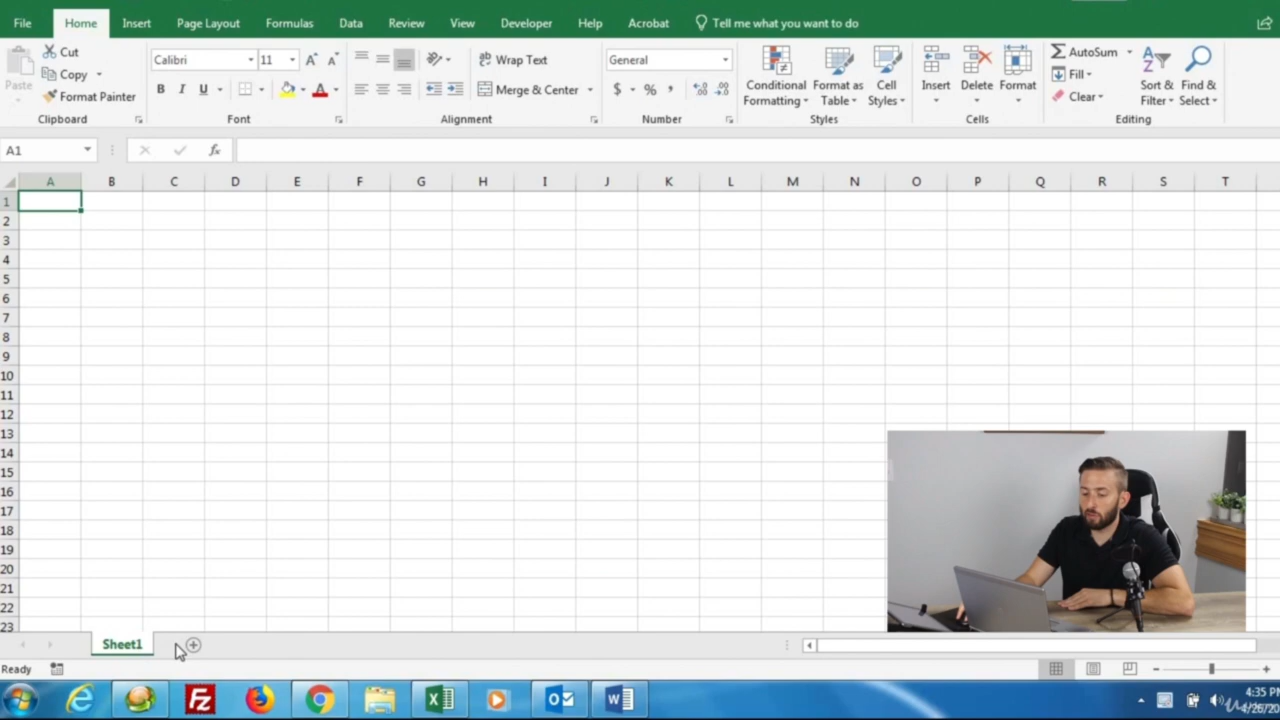 File Home Insert Page Layout Formulas Data Review View Developer Help Acrobat Tell me what you want to do
Paste
Cut
Copy
Format Painter
Clipboard
Calibri 11
B I U
Font
Wrap Text
Merge & Center
Alignment
General
$ % ,
Number
Conditional Formatting
Format as Table
Cell Styles
Styles
Insert Delete Format
Cells
AutoSum
Fill
Clear
Sort & Filter
Find & Select
Editing
A1 fx
A B C D E F G H I J K L M N O P Q R S T
1
2
3
4
5
6
7
8
9
10
11
12
13
14
15
16
17
18
19
20
21
22
23
Sheet1
Ready
4:35 PM